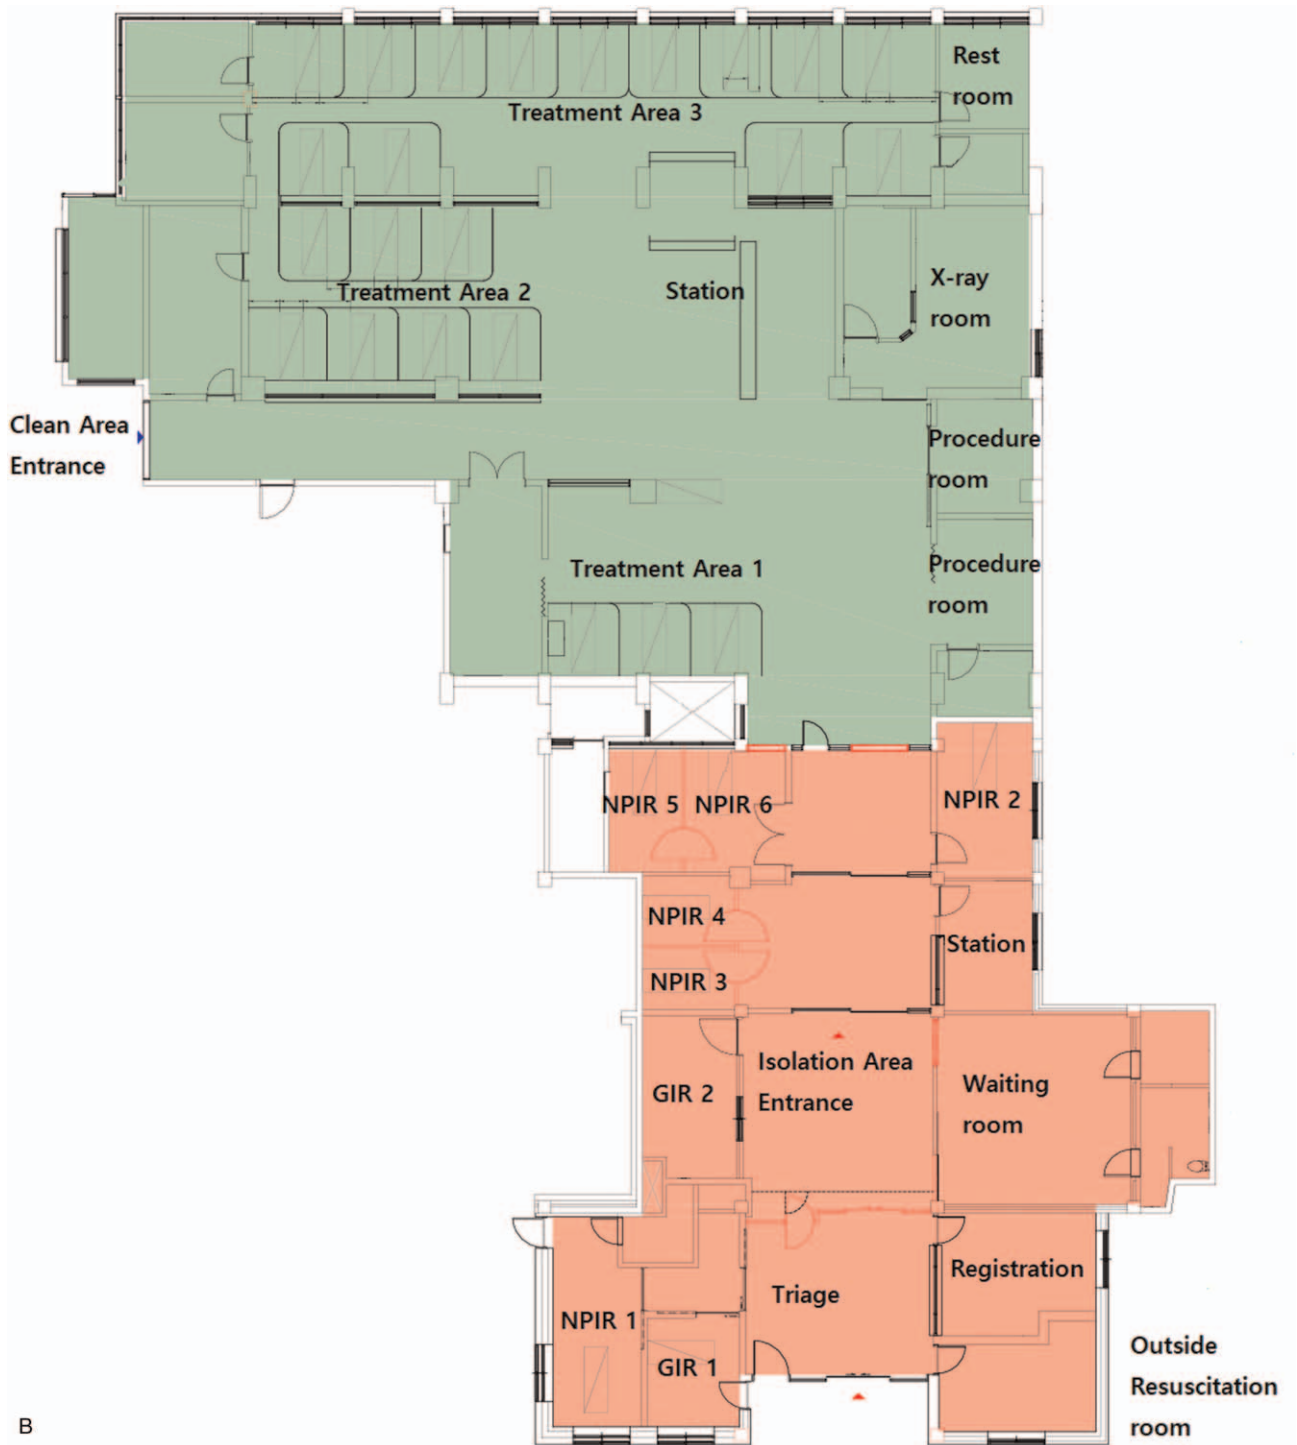 Rest
room
Treatment Area 3
Treatment Area 2
Station
X-ray
room
Clean Area
Entrance
Procedure
room
Treatment Area 1
Procedure
room
NPIR 5
NPIR 6
NPIR 2
NPIR 4
Station
NPIR 3
Isolation Area
Entrance
GIR 2
Waiting
room
Registration
Triage
NPIR 1
GIR 1
Outside
Resuscitation
room
B